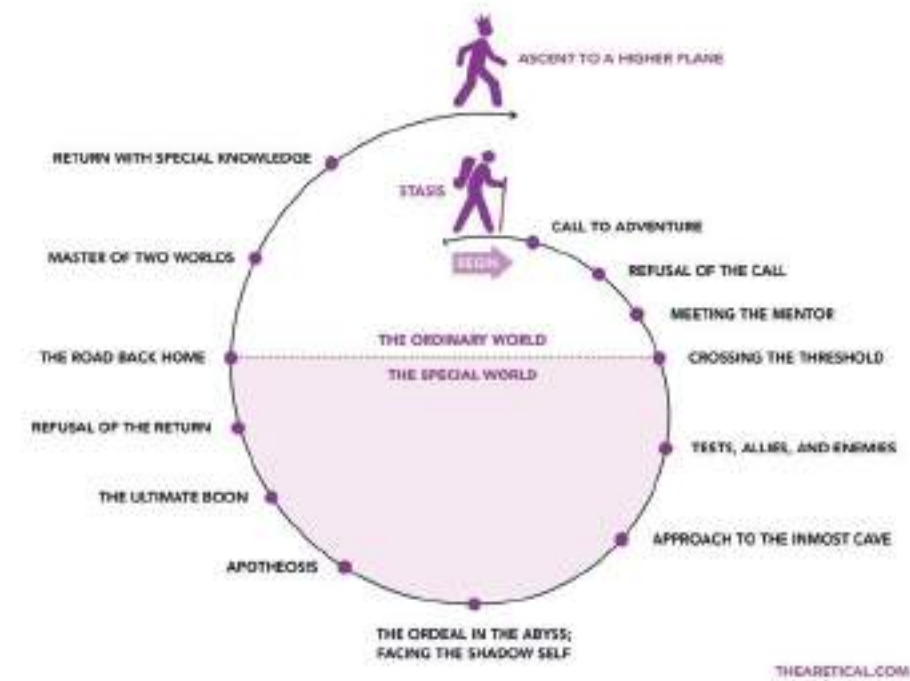 ASCENT TO A HIGHER PLANE
RETURN WITH SPECIAL KNOWLEDGE
STASIS
CALL TO ADVENTURE
MASTER OF TWO WORLDS
BEGIN
REFUSAL OF THE CALL
MEETING THE MENTOR
THE ORDINARY WORLD
THE ROAD BACK HOME
CROSSING THE THRESHOLD
THE SPECIAL WORLD
REFUSAL OF THE RETURN
TESTS, ALLIES, AND ENEMIES
THE ULTIMATE BOON
APPROACH TO THE INMOST CAVE
APOTHEOSIS
THE ORDEAL IN THE ABYSS;
FACING THE SHADOW SELF
THEARETICAL.COM